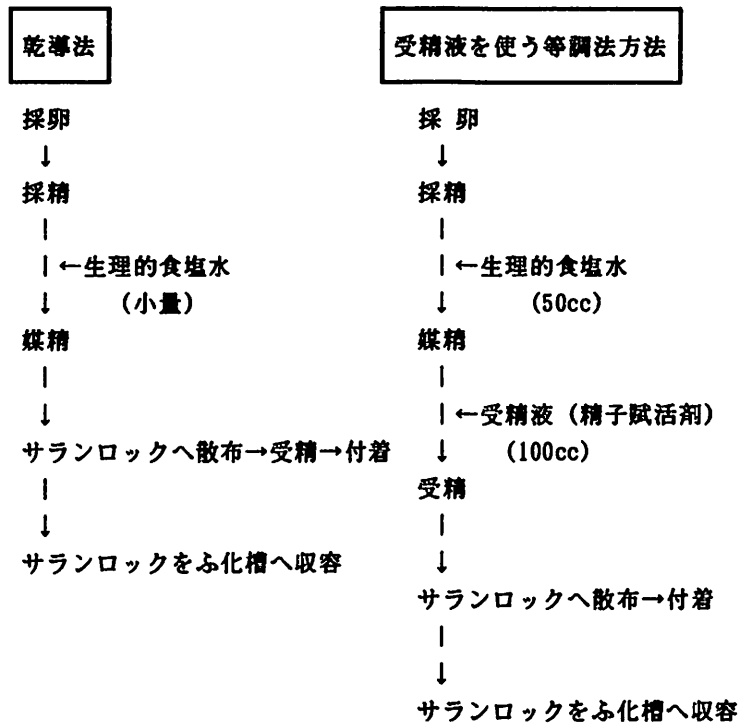 乾導法
採卵
↓
採精
｜
｜←生理的食塩水
↓ (小量)
媒精
｜
↓
サランロックへ散布→受精→付着
｜
↓
サランロックをふ化槽へ収容
受精液を使う等調法方法
採 卵
↓
採精
｜
｜←生理的食塩水
↓ (50cc)
媒精
｜
｜←受精液（精子賦活剤）
↓ (100cc)
受精
｜
↓
サランロックへ散布→付着
｜
↓
サランロックをふ化槽へ収容